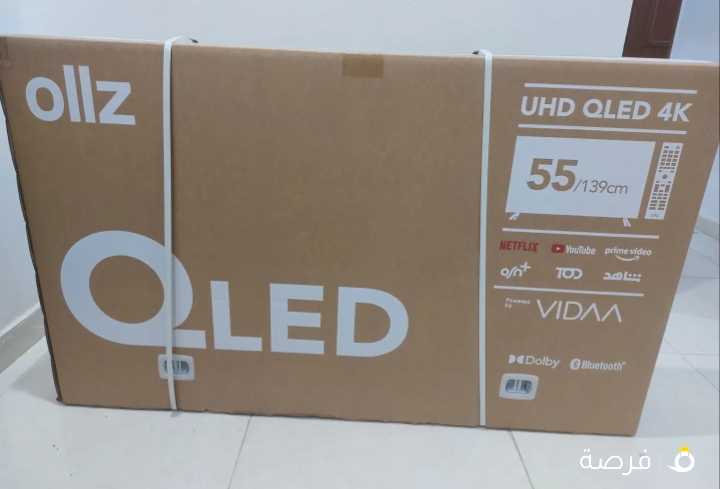 ollz
UHD QLED 4K
55/139cm
NETFLIX YouTube prime video
o/n+ TOD شاهد
Powered by VIDAA
Dolby Bluetooth®
QLED
فرصة